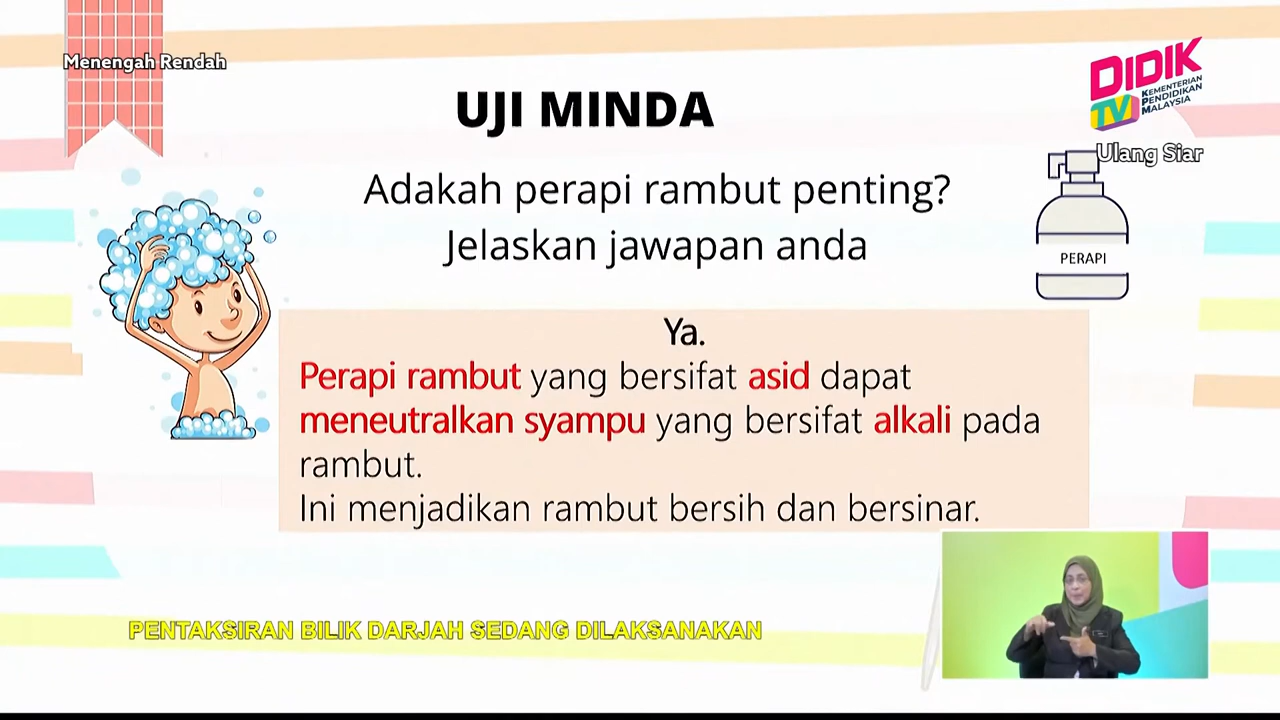 Menengah Rendah
DIDIK
TV
KEMENTERIAN
PENDIDIKAN
MALAYSIA
Ulang Siar
UJI MINDA
Adakah perapi rambut penting?
Jelaskan jawapan anda
PERAPI
Ya.
Perapi rambut yang bersifat asid dapat
meneutralkan syampu yang bersifat alkali pada
rambut.
Ini menjadikan rambut bersih dan bersinar.
PENTAKSIRAN BILIK DARJAH SEDANG DILAKSANAKAN